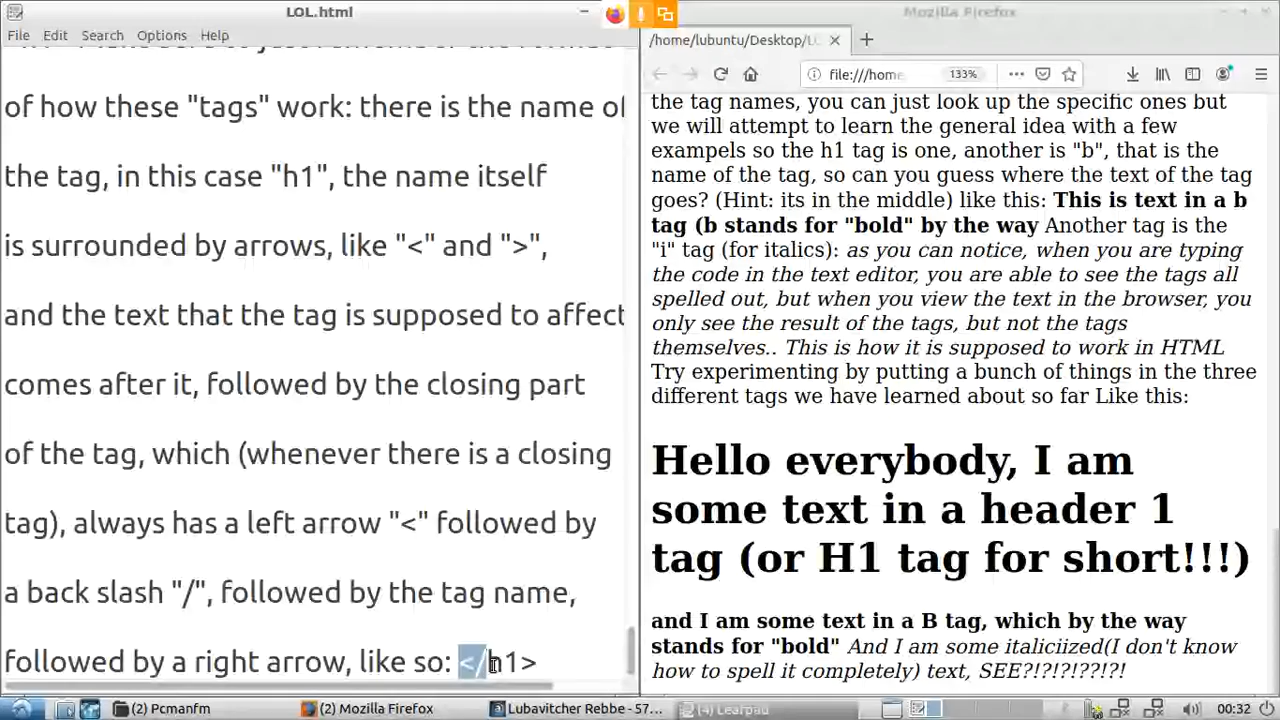 LOL.html
Mozilla Firefox
File Edit Search Options Help
/home/lubuntu/Desktop/L
file:///home 133%
of how these "tags" work: there is the name of
the tag, in this case "h1", the name itself
is surrounded by arrows, like "<" and ">",
and the text that the tag is supposed to affect
comes after it, followed by the closing part
of the tag, which (whenever there is a closing
tag), always has a left arrow "<" followed by
a back slash "/", followed by the tag name,
followed by a right arrow, like so: </h1>
the tag names, you can just look up the specific ones but
we will attempt to learn the general idea with a few
exampels so the h1 tag is one, another is "b", that is the
name of the tag, so can you guess where the text of the tag
goes? (Hint: its in the middle) like this: This is text in a b
tag (b stands for "bold" by the way Another tag is the
"i" tag (for italics): as you can notice, when you are typing
the code in the text editor, you are able to see the tags all
spelled out, but when you view the text in the browser, you
only see the result of the tags, but not the tags
themselves.. This is how it is supposed to work in HTML
Try experimenting by putting a bunch of things in the three
different tags we have learned about so far Like this:
Hello everybody, I am
some text in a header 1
tag (or H1 tag for short!!!)
and I am some text in a B tag, which by the way
stands for "bold" And I am some italiciized(I don't know
how to spell it completely) text, SEE?!?!?!??!?!
(2) Pcmanfm
(2) Mozilla Firefox
Lubavitcher Rebbe - 57...
(4) Leafpad
00:32